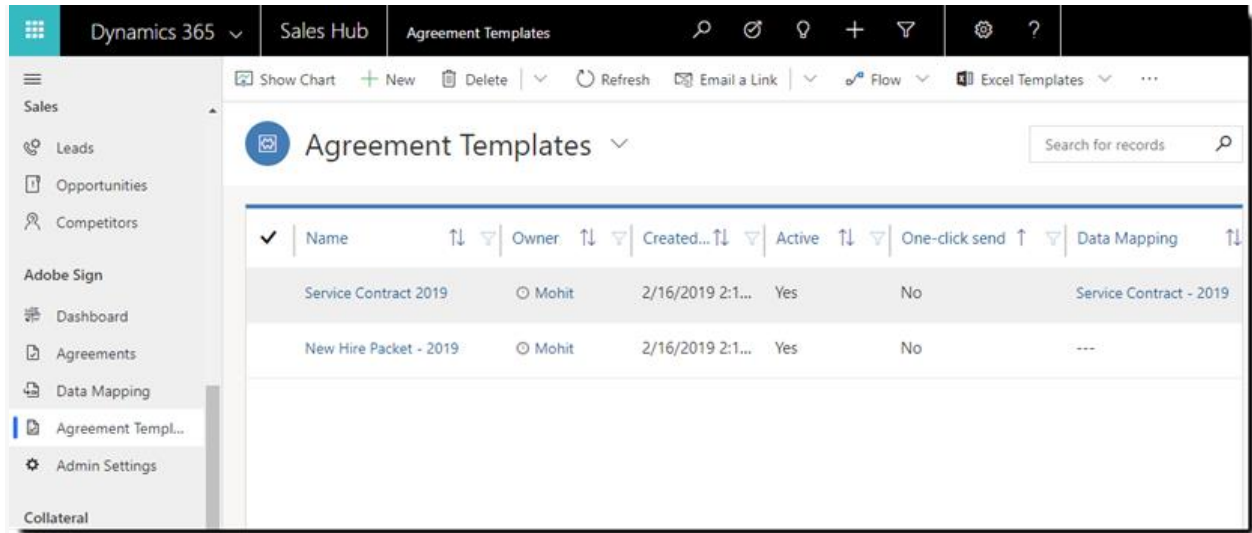 Dynamics 365 Sales Hub Agreement Templates ?
Show Chart New Delete Refresh Email a Link Flow Excel Templates ...
Sales
Leads
Opportunities
Competitors
Adobe Sign
Dashboard
Agreements
Data Mapping
Agreement Templ...
Admin Settings
Collateral
Agreement Templates
Search for records
Name Owner Created... Active One-click send Data Mapping
Service Contract 2019 Mohit 2/16/2019 2:1... Yes No Service Contract - 2019
New Hire Packet - 2019 Mohit 2/16/2019 2:1... Yes No ---